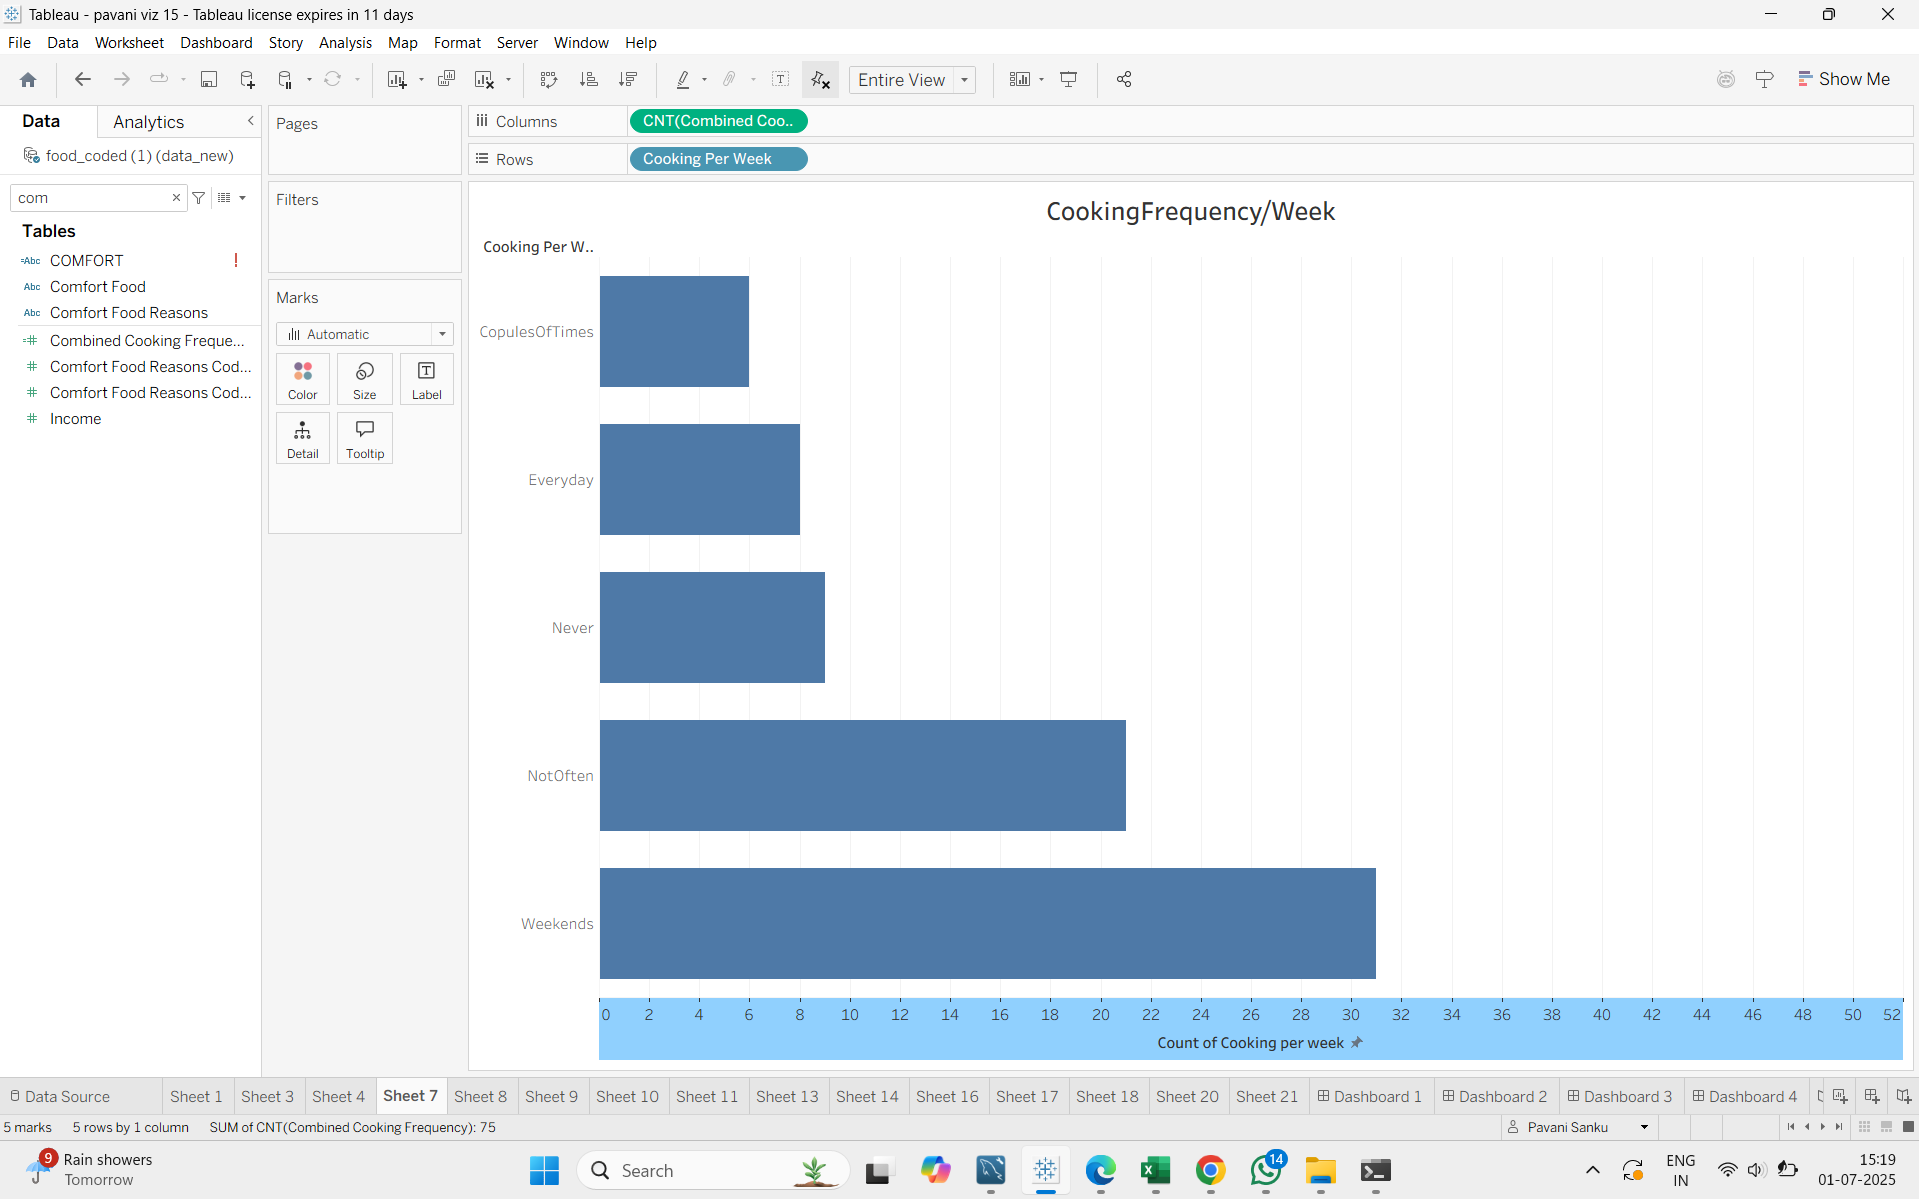 Tableau - pavani viz 15 - Tableau license expires in 11 days
File Data Worksheet Dashboard Story Analysis Map Format Server Window Help
Entire View
Show Me
Data Analytics
food_coded (1) (data_new)
com
Tables
=Abc COMFORT !
Abc Comfort Food
Abc Comfort Food Reasons
=# Combined Cooking Freque...
# Comfort Food Reasons Cod...
# Comfort Food Reasons Cod...
# Income
Pages
Filters
Marks
Automatic
Color Size Label
Detail Tooltip
Columns CNT(Combined Coo..
Rows Cooking Per Week
CookingFrequency/Week
Cooking Per W..
CopulesOfTimes
Everyday
Never
NotOften
Weekends
0 2 4 6 8 10 12 14 16 18 20 22 24 26 28 30 32 34 36 38 40 42 44 46 48 50 52
Count of Cooking per week
Data Source Sheet 1 Sheet 3 Sheet 4 Sheet 7 Sheet 8 Sheet 9 Sheet 10 Sheet 11 Sheet 13 Sheet 14 Sheet 16 Sheet 17 Sheet 18 Sheet 20 Sheet 21 Dashboard 1 Dashboard 2 Dashboard 3 Dashboard 4
5 marks 5 rows by 1 column SUM of CNT(Combined Cooking Frequency): 75 Pavani Sanku
9 Rain showers
Tomorrow
Search
14
ENG
IN
15:19
01-07-2025